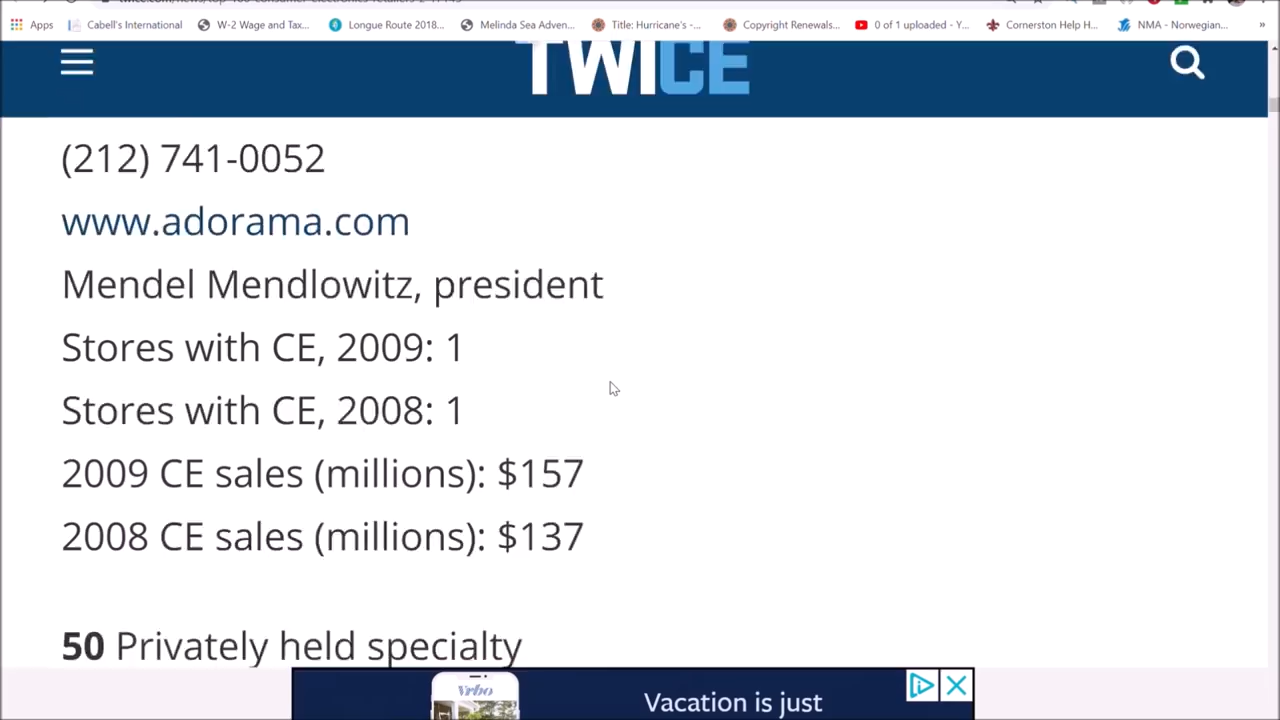 Apps Cabell's International W-2 Wage and Tax... Longue Route 2018... Melinda Sea Adven... Title: Hurricane's -... Copyright Renewals... 0 of 1 uploaded - Y... Cornerston Help H... NMA - Norwegian... »
TWICE
(212) 741-0052
www.adorama.com
Mendel Mendlowitz, president
Stores with CE, 2009: 1
Stores with CE, 2008: 1
2009 CE sales (millions): $157
2008 CE sales (millions): $137
50 Privately held specialty
Vrbo
Vacation is just